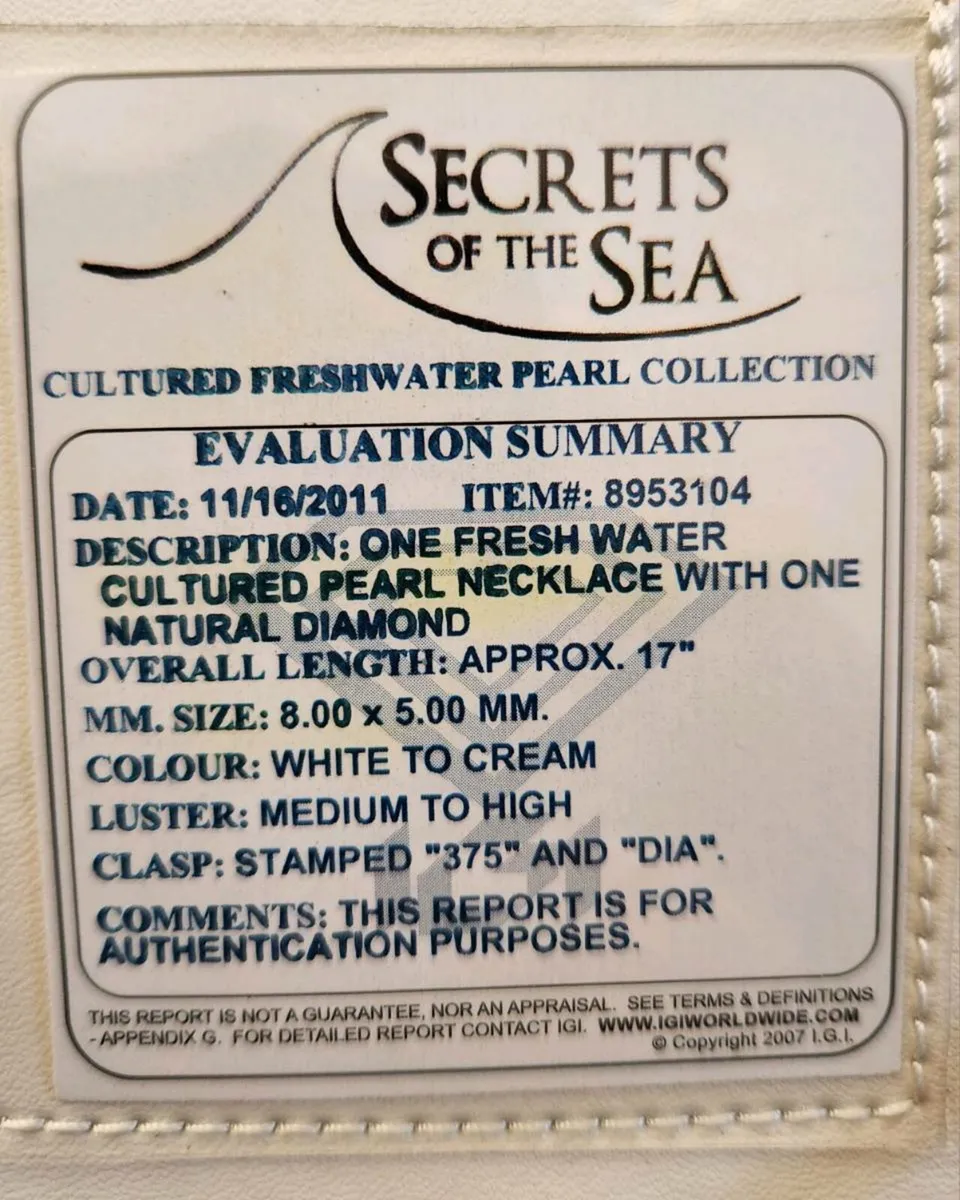 SECRETS
OF THE SEA
CULTURED FRESHWATER PEARL COLLECTION
EVALUATION SUMMARY
DATE: 11/16/2011 ITEM#: 8953104
DESCRIPTION: ONE FRESH WATER
CULTURED PEARL NECKLACE WITH ONE
NATURAL DIAMOND
OVERALL LENGTH: APPROX. 17"
MM. SIZE: 8.00 x 5.00 MM.
COLOUR: WHITE TO CREAM
LUSTER: MEDIUM TO HIGH
CLASP: STAMPED "375" AND "DIA".
COMMENTS: THIS REPORT IS FOR
AUTHENTICATION PURPOSES.
THIS REPORT IS NOT A GUARANTEE, NOR AN APPRAISAL. SEE TERMS & DEFINITIONS
- APPENDIX G. FOR DETAILED REPORT CONTACT IGI. WWW.IGIWORLDWIDE.COM
© Copyright 2007 I.G.I.